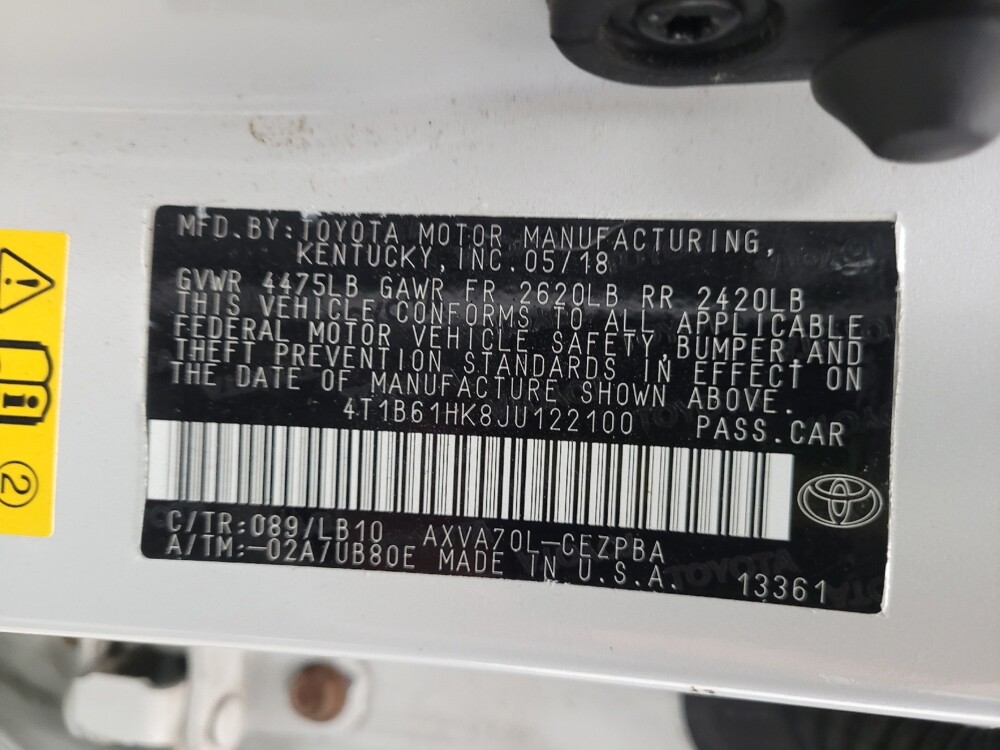 MFD.BY:TOYOTA MOTOR MANUFACTURING,
KENTUCKY, INC. 05/18
GVWR 4475LB GAWR FR 2620LB RR 2420LB
THIS VEHICLE CONFORMS TO ALL APPLICABLE
FEDERAL MOTOR VEHICLE SAFETY,BUMPER,AND
THEFT PREVENTION STANDARDS IN EFFECT ON
THE DATE OF MANUFACTURE SHOWN ABOVE.
4T1B61HK8JU122100 PASS.CAR
C/TR:089/LB10 AXVA70L-CEZPBA
A/TM:-02A/UB80E MADE IN U.S.A. 13361
TOYOTA
2